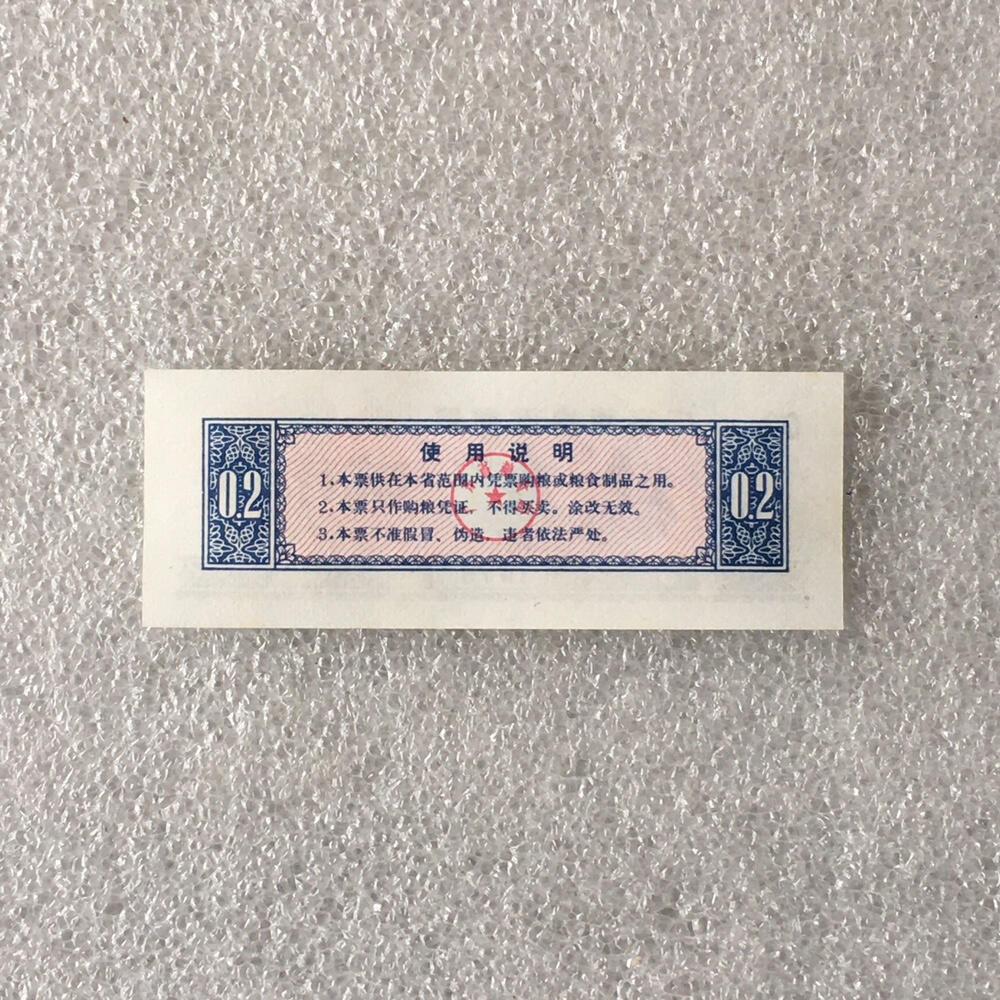 使用说明
0.2
1、本票供在本省范围内凭票购粮或粮食制品之用。
2、本票只作购粮凭证、不得买卖。涂改无效。
3、本票不准假冒、伪造、违者依法严处。
0.2